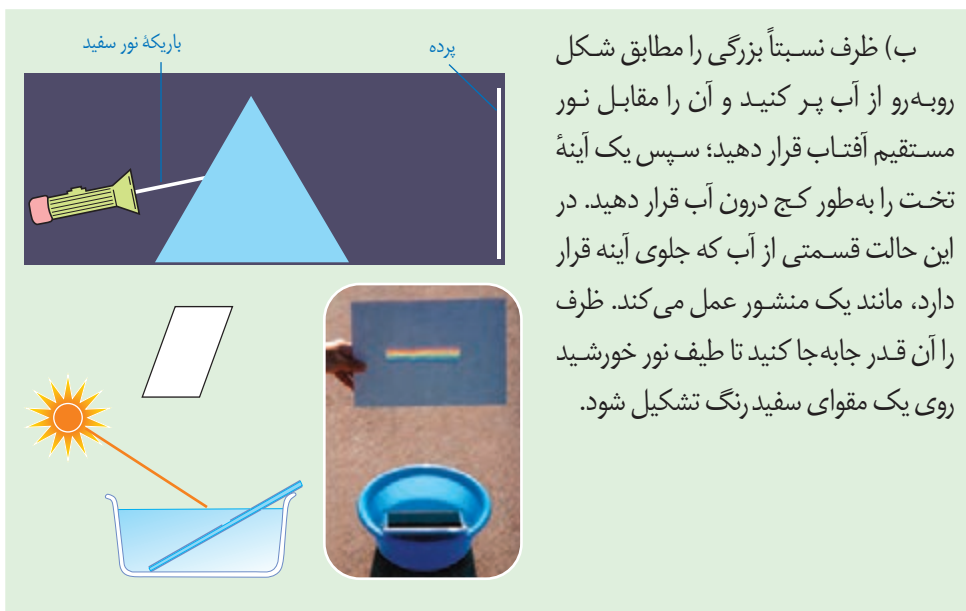 ب) ظرف نسبتاً بزرگی را مطابق شکل
روبه‌رو از آب پر کنید و آن را مقابل نور
مستقیم آفتاب قرار دهید؛ سپس یک آینهٔ
تخت را به‌طور کج درون آب قرار دهید. در
این حالت قسمتی از آب که جلوی آینه قرار
دارد، مانند یک منشور عمل می‌کند. ظرف
را آن قدر جابه‌جا کنید تا طیف نور خورشید
روی یک مقوای سفید رنگ تشکیل شود.
پرده
باریکهٔ نور سفید